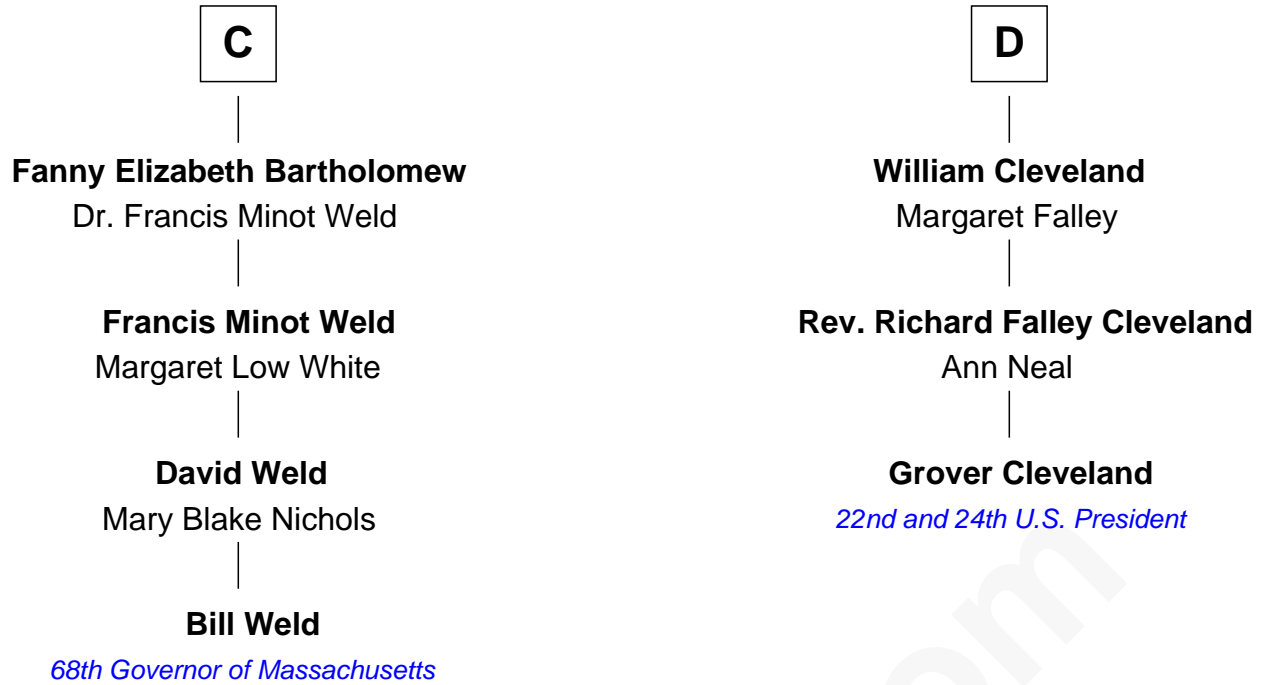 C
Fanny Elizabeth Bartholomew
Dr. Francis Minot Weld
Francis Minot Weld
Margaret Low White
David Weld
Mary Blake Nichols
Bill Weld
68th Governor of Massachusetts
D
William Cleveland
Margaret Falley
Rev. Richard Falley Cleveland
Ann Neal
Grover Cleveland
22nd and 24th U.S. President
om